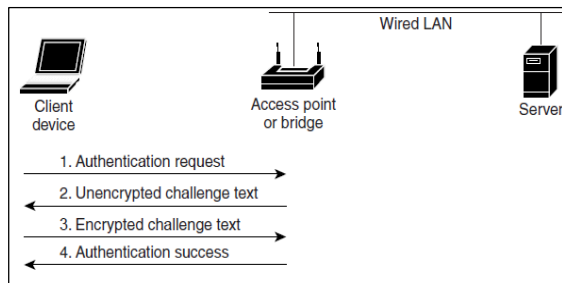 Wired LAN
Client
device
Access point
or bridge
Server
1. Authentication request
2. Unencrypted challenge text
3. Encrypted challenge text
4. Authentication success